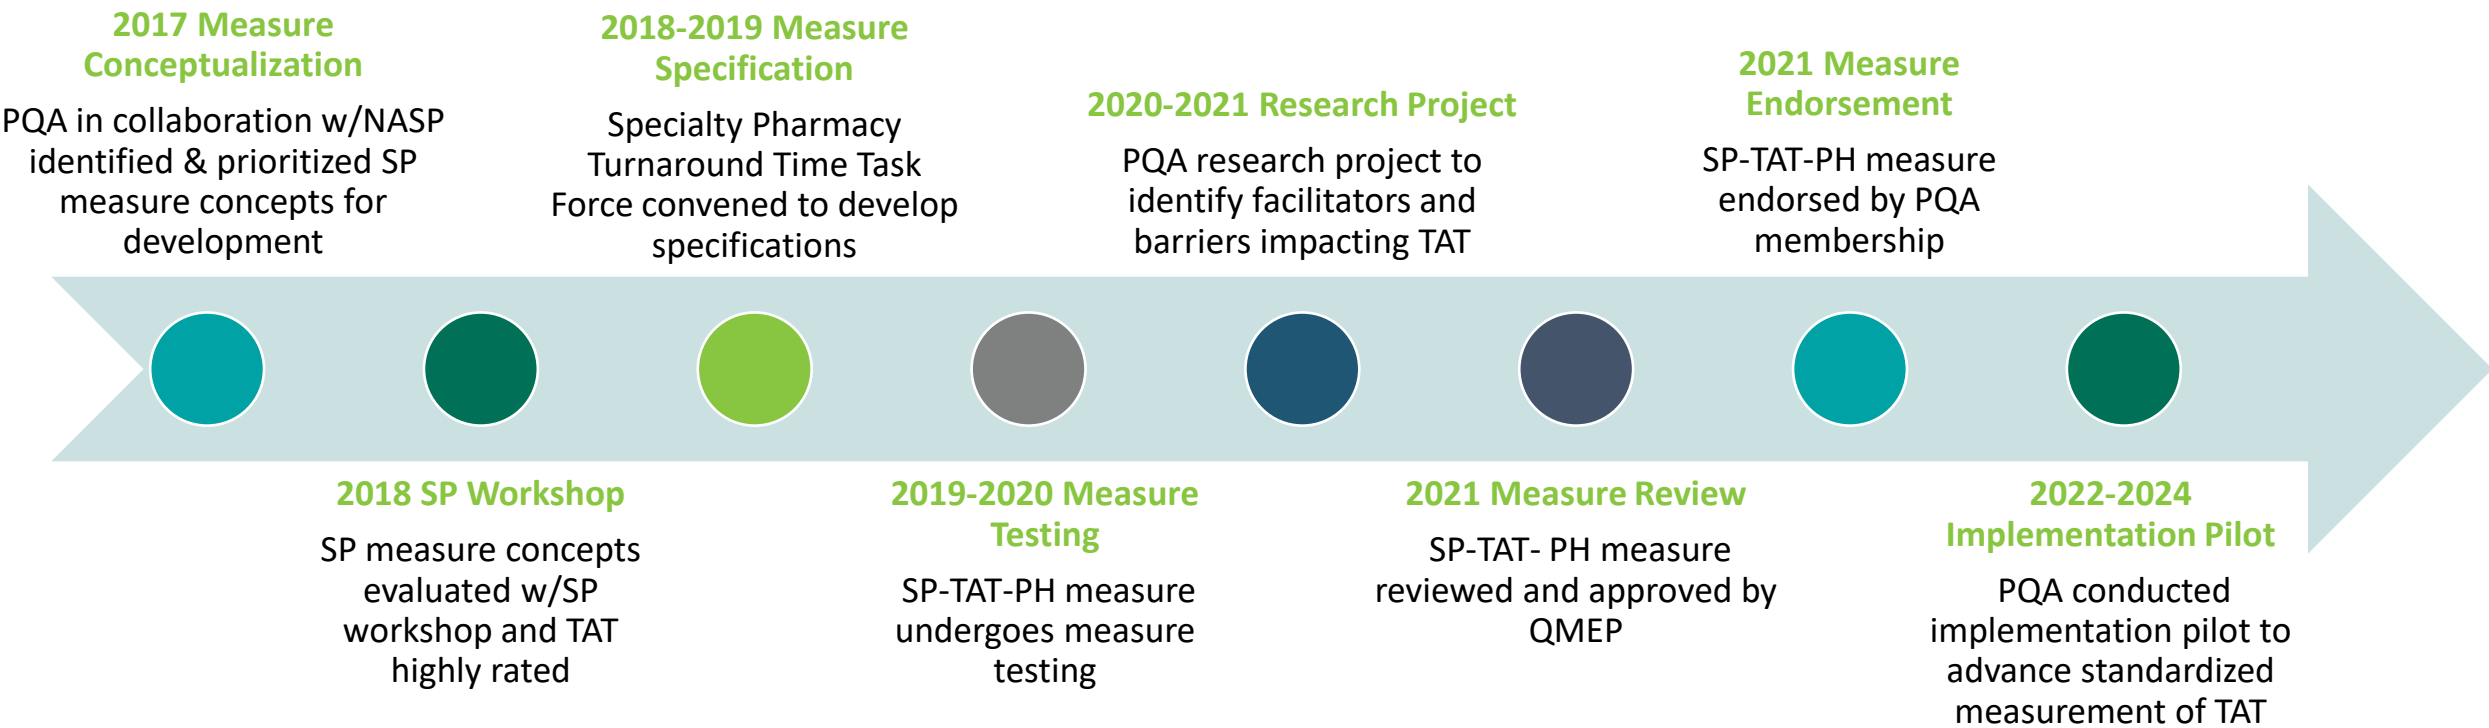 2017 Measure
Conceptualization
PQA in collaboration w/NASP
identified & prioritized SP
measure concepts for
development
2018 SP Workshop
SP measure concepts
evaluated w/SP
workshop and TAT
highly rated
2018-2019 Measure
Specification
Specialty Pharmacy
Turnaround Time Task
Force convened to develop
specifications
2019-2020 Measure
Testing
SP-TAT-PH measure
undergoes measure
testing
2020-2021 Research Project
PQA research project to
identify facilitators and
barriers impacting TAT
2021 Measure Review
SP-TAT- PH measure
reviewed and approved by
QMEP
2021 Measure
Endorsement
SP-TAT-PH measure
endorsed by PQA
membership
2022-2024
Implementation Pilot
PQA conducted
implementation pilot to
advance standardized
measurement of TAT